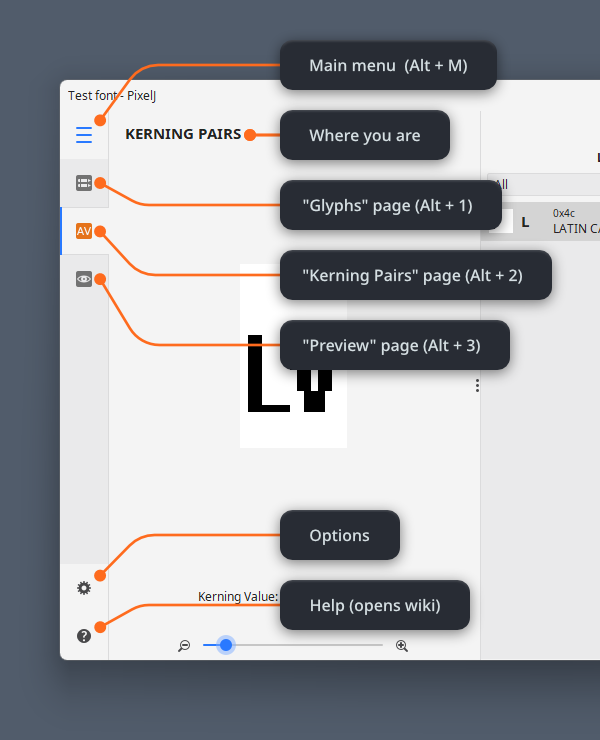 Main menu (Alt + M)
Test font - PixelJ
KERNING PAIRS
Where you are
All
"Glyphs" page (Alt + 1)
L
0x4c
LATIN CA
AV
"Kerning Pairs" page (Alt + 2)
"Preview" page (Alt + 3)
Lv
Options
Kerning Value:
Help (opens wiki)